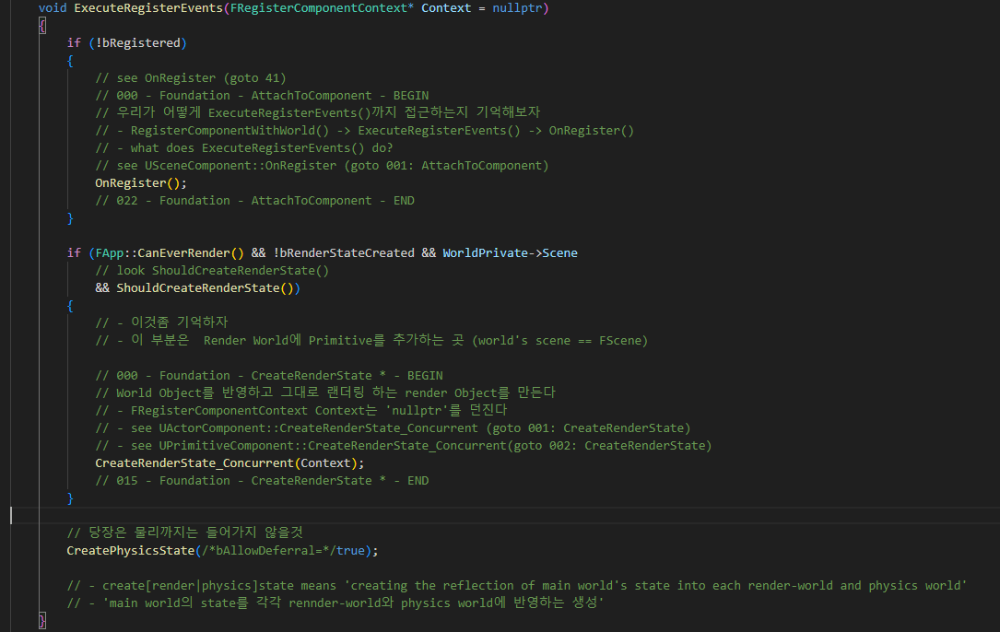 void ExecuteRegisterEvents(FRegisterComponentContext* Context = nullptr)
{
if (!bRegistered)
{
// see OnRegister (goto 41)
// 000 - Foundation - AttachToComponent - BEGIN
// 우리가 어떻게 ExecuteRegisterEvents()까지 접근하는지 기억해보자
// - RegisterComponentWithWorld() -> ExecuteRegisterEvents() -> OnRegister()
// - what does ExecuteRegisterEvents() do?
// see USceneComponent::OnRegister (goto 001: AttachToComponent)
OnRegister();
// 022 - Foundation - AttachToComponent - END
}
if (FApp::CanEverRender() && !bRenderStateCreated && WorldPrivate->Scene
// look ShouldCreateRenderState()
&& ShouldCreateRenderState())
{
// - 이것좀 기억하자
// - 이 부분은  Render World에 Primitive를 추가하는 곳 (world's scene == FScene)
// 000 - Foundation - CreateRenderState * - BEGIN
// World Object를 반영하고 그대로 랜더링 하는 render Object를 만든다
// - FRegisterComponentContext Context는 'nullptr'를 던진다
// - see UActorComponent::CreateRenderState_Concurrent (goto 001: CreateRenderState)
// - see UPrimitiveComponent::CreateRenderState_Concurrent(goto 002: CreateRenderState)
CreateRenderState_Concurrent(Context);
// 015 - Foundation - CreateRenderState * - END
}
// 당장은 물리까지는 들어가지 않을것
CreatePhysicsState(/*bAllowDeferral=*/true);
// - create[render|physics]state means 'creating the reflection of main world's state into each render-world and physics world'
// - 'main world의 state를 각각 rennder-world와 physics world에 반영하는 생성'
}